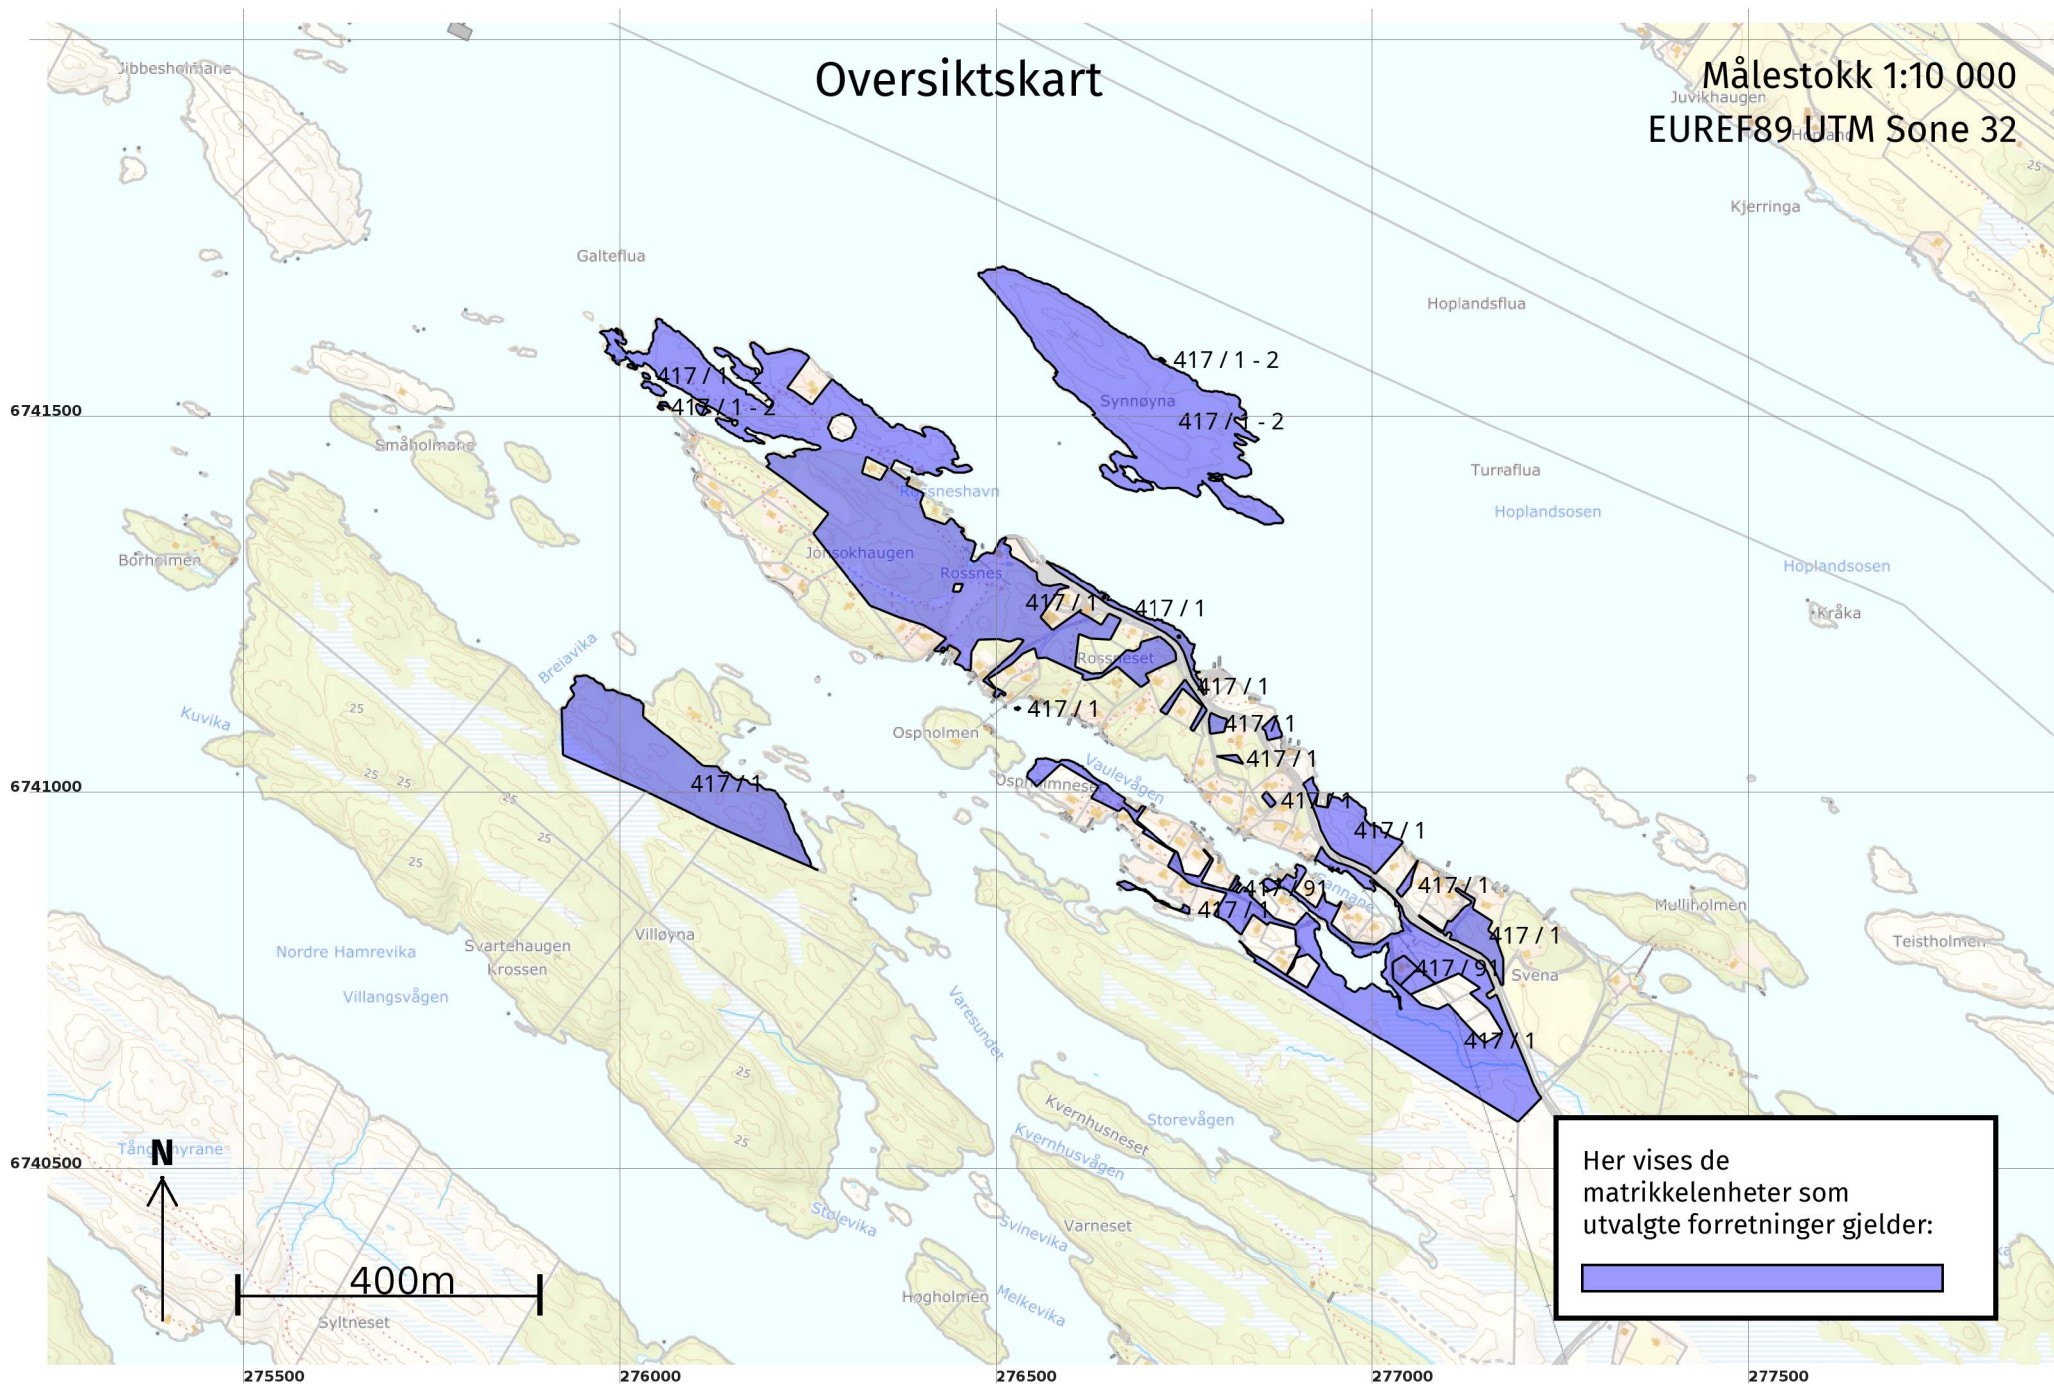 Oversiktskart
Målestokk 1:10 000
EUREF89 UTM Sone 32
Jibbesholmane
Juvikhaugen
Hopland
25
Kjerringa
Galteflua
Hoplandsflua
417 / 1 - 2
417 / 1 - 2
Synnøyna
417 / 1 - 2
417 / 1 - 2
6741500
Småholmane
Turraflua
Rossneshavn
Hoplandsosen
Borholmen
Jonsokhaugen
Rossnes
Hoplandsosen
417 / 1
417 / 1
Kråka
Breiavika
Rossneset
417 / 1
25
Kuvika
417 / 1
417 / 1
Ospholmen
417 / 1
Vaulevågen
25
25
417 / 1
Ospholmneset
6741000
25
417 / 1
25
417 / 1
25
417 / 91
Sannane
417 / 1
417 / 1
Mulliholmen
Villøyna
417 / 1
Teistholmen
Svartehaugen
Krossen
Nordre Hamrevika
417 / 91
Svena
Villangsvågen
Varesundet
417 / 1
25
Kvernhusneset
Storevågen
25
Kvernhusvågen
6740500
N
Stølevika
Svinevika
Varneset
400m
Høgholmen
Melkevika
Syltneset
Her vises de
matrikkelenheter som
utvalgte forretninger gjelder:
275500
276000
276500
277000
277500